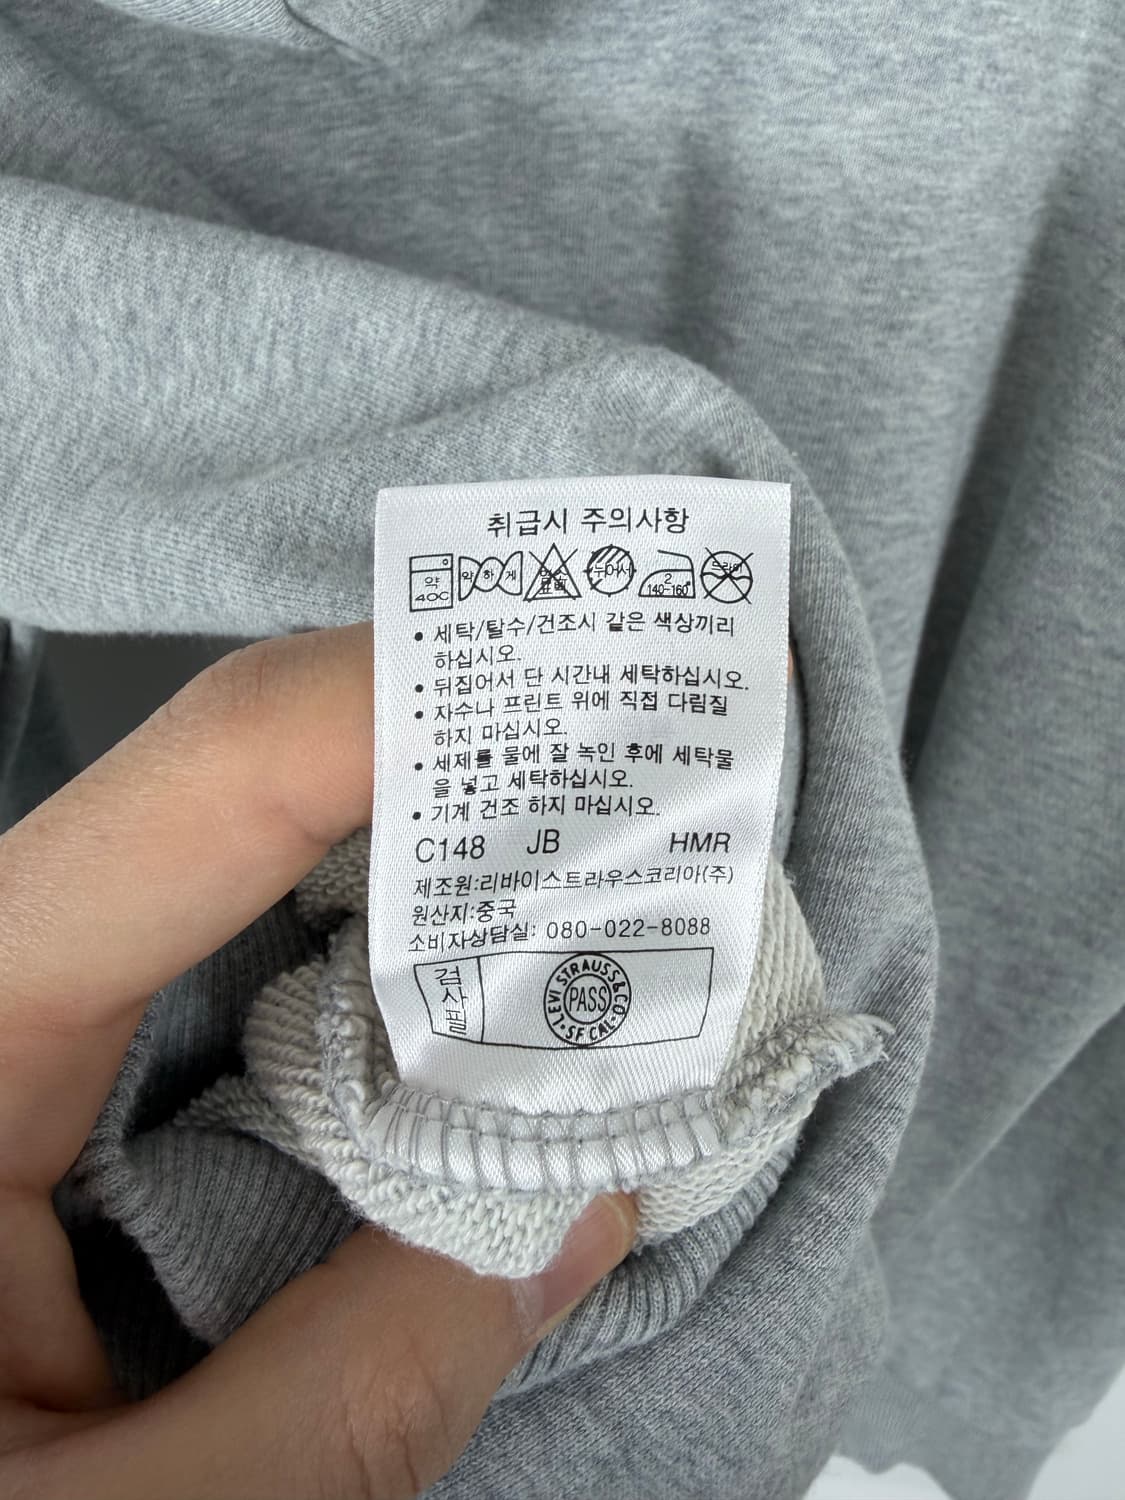 취급시 주의사항
약 40C 약하게 뉘어서 2 140-160° 드라이
• 세탁/탈수/건조시 같은 색상끼리
하십시오.
• 뒤집어서 단 시간내 세탁하십시오.
• 자수나 프린트 위에 직접 다림질
하지 마십시오.
• 세제를 물에 잘 녹인 후에 세탁물
을 넣고 세탁하십시오.
• 기계 건조 하지 마십시오.
C148 JB HMR
제조원:리바이스트라우스코리아(주)
원산지:중국
소비자상담실: 080-022-8088
검사필
LEVI STRAUSS & CO
PASS
SF CAL